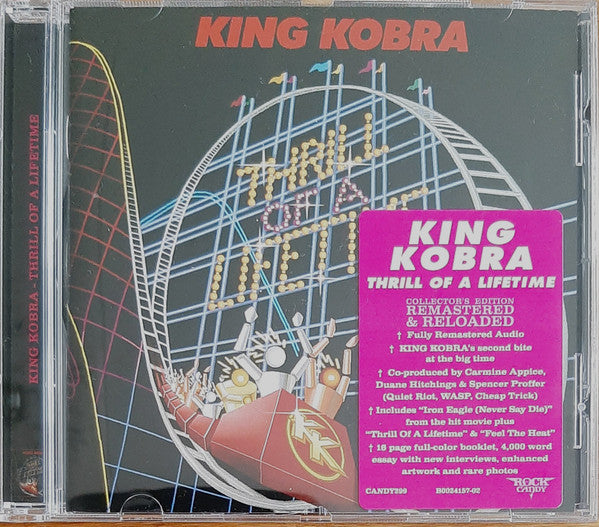 KING KOBRA - THRILL OF A LIFETIME
KING KOBRA
THRILL
OF A
LIFETI
KK
KING
KOBRA
THRILL OF A LIFETIME
COLLECTOR'S EDITION
REMASTERED
& RELOADED
† Fully Remastered Audio
† KING KOBRA's second bite
at the big time
† Co-produced by Carmine Appice,
Duane Hitchings & Spencer Proffer
(Quiet Riot, WASP, Cheap Trick)
† Includes "Iron Eagle (Never Say Die)"
from the hit movie plus
"Thrill Of A Lifetime" & "Feel The Heat"
† 16 page full-color booklet, 4,000 word
essay with new interviews, enhanced
artwork and rare photos
CANDY299 B0024157-02 ROCK
CANDY